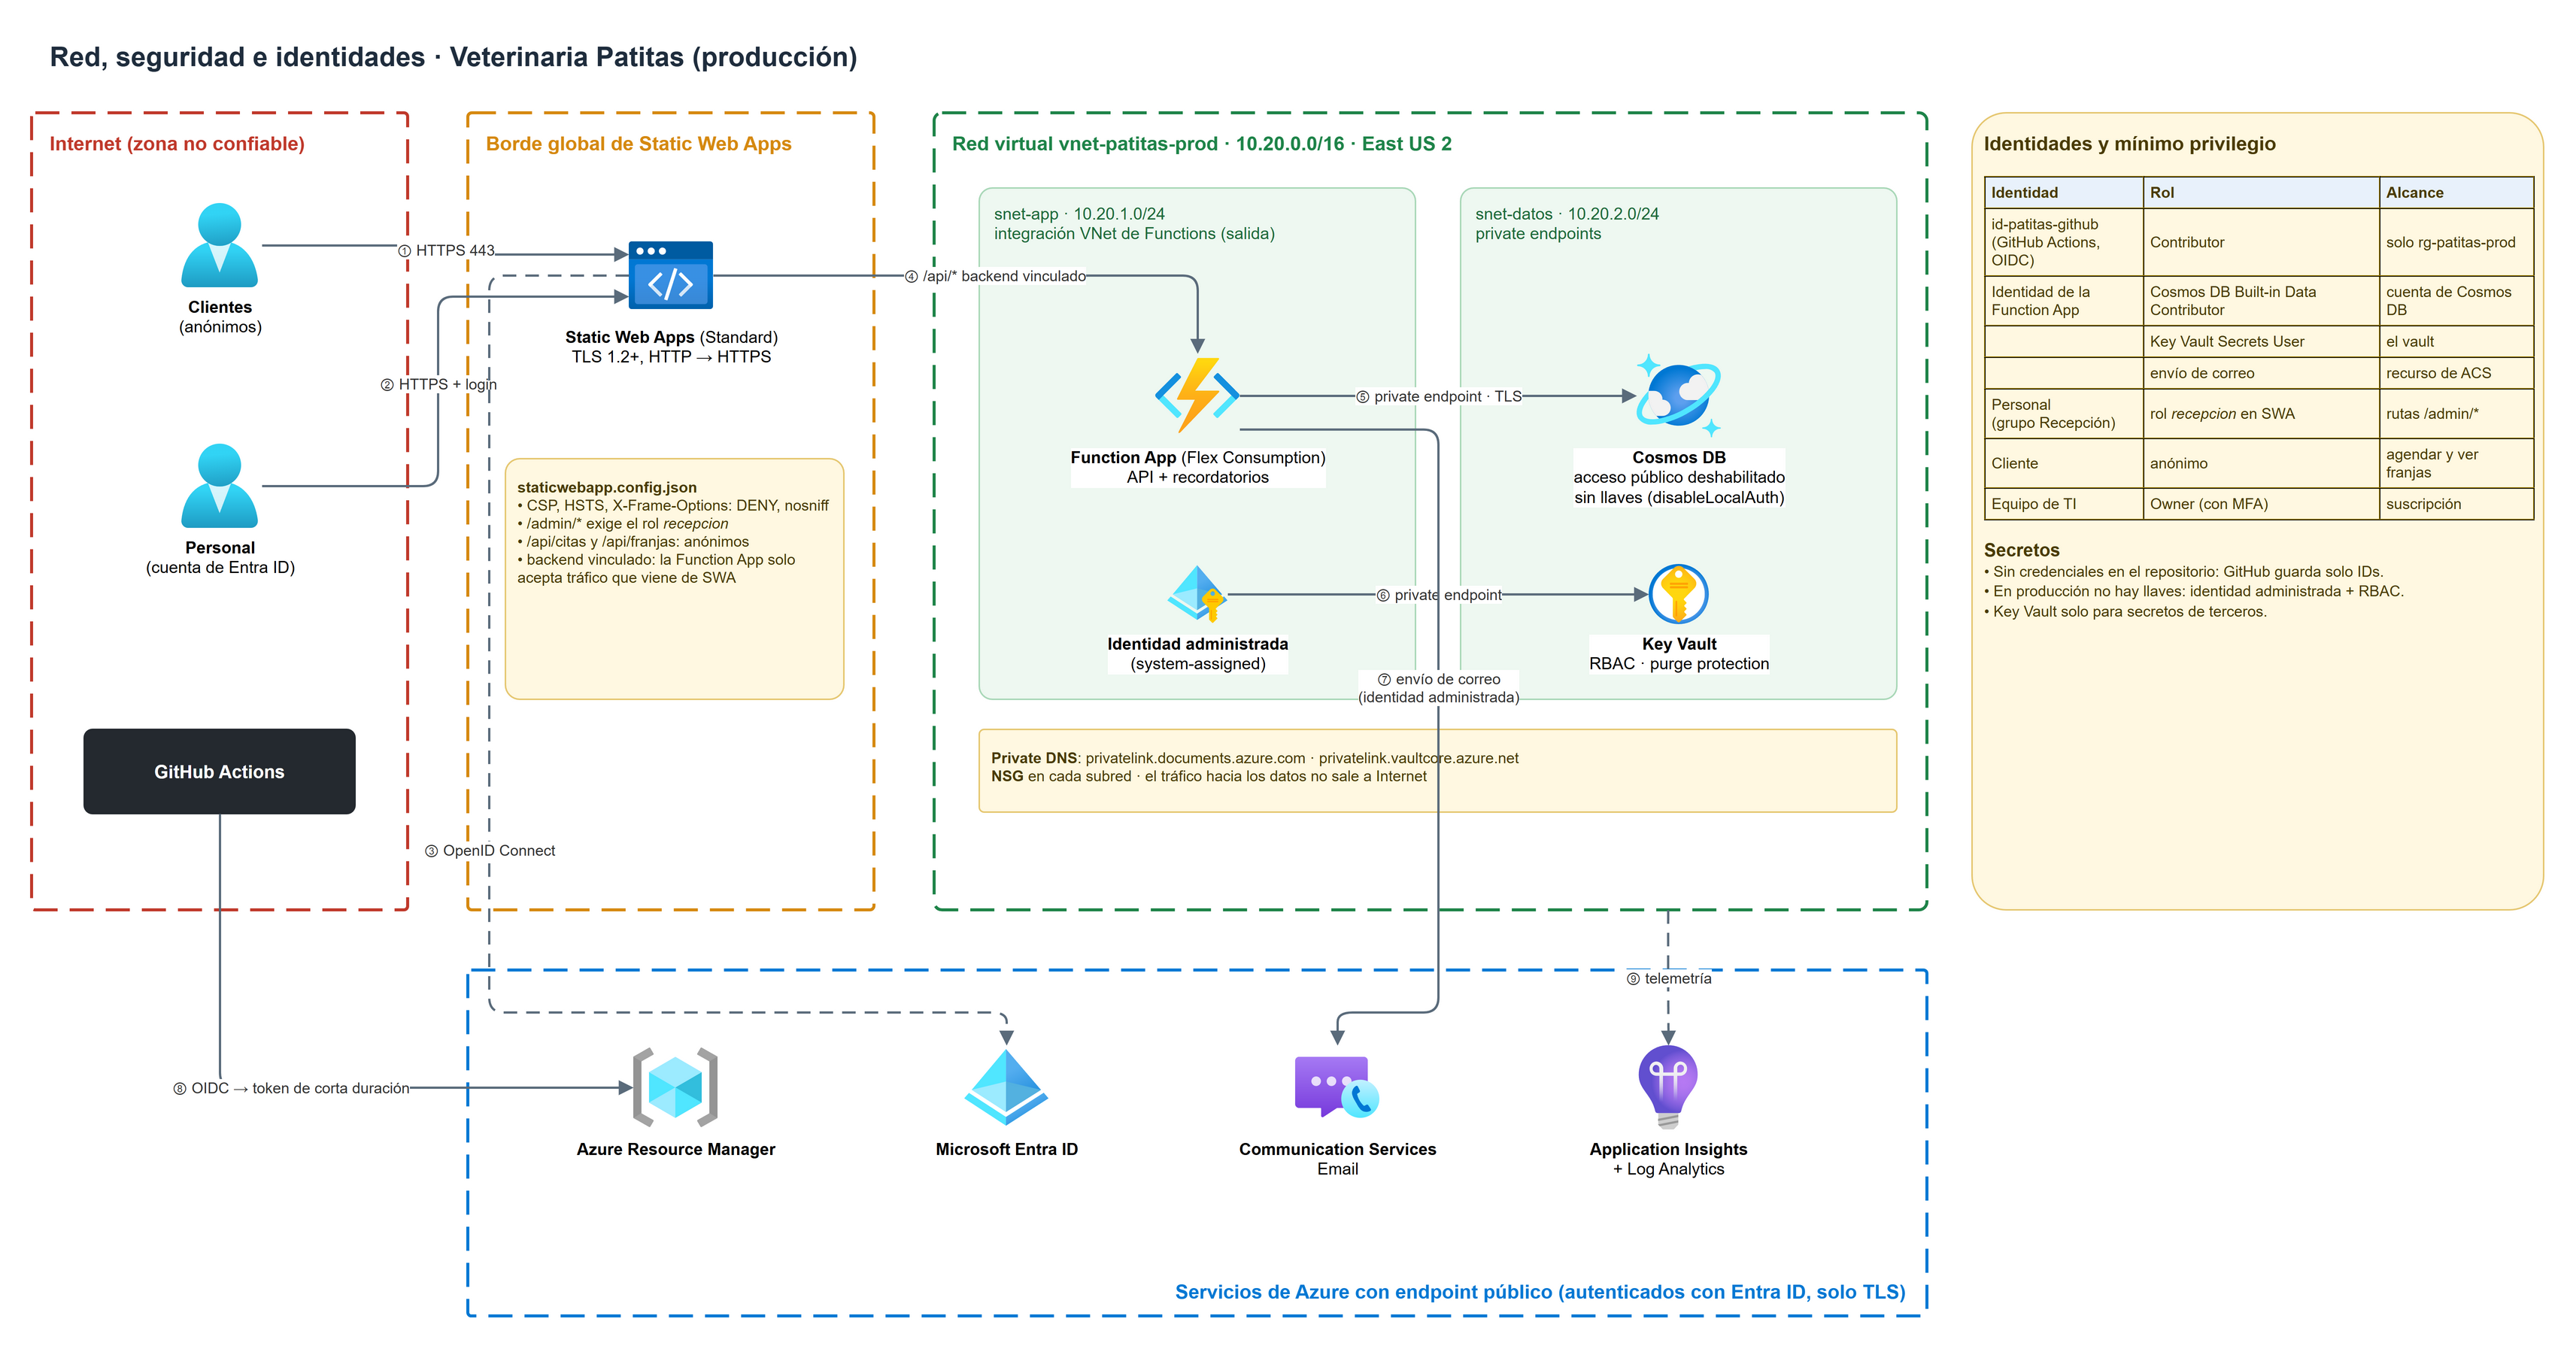 Red, seguridad e identidades · Veterinaria Patitas (producción)
Internet (zona no confiable)
Clientes
(anónimos)
Personal
(cuenta de Entra ID)
GitHub Actions
① HTTPS 443
② HTTPS + login
③ OpenID Connect
Borde global de Static Web Apps
Static Web Apps (Standard)
TLS 1.2+, HTTP → HTTPS
staticwebapp.config.json
• CSP, HSTS, X-Frame-Options: DENY, nosniff
• /admin/* exige el rol recepcion
• /api/citas y /api/franjas: anónimos
• backend vinculado: la Function App solo
acepta tráfico que viene de SWA
④ /api/* backend vinculado
Red virtual vnet-patitas-prod · 10.20.0.0/16 · East US 2
snet-app · 10.20.1.0/24
integración VNet de Functions (salida)
Function App (Flex Consumption)
API + recordatorios
Identidad administrada
(system-assigned)
⑤ private endpoint · TLS
⑥ private endpoint
⑦ envío de correo
(identidad administrada)
snet-datos · 10.20.2.0/24
private endpoints
Cosmos DB
acceso público deshabilitado
sin llaves (disableLocalAuth)
Key Vault
RBAC · purge protection
Private DNS: privatelink.documents.azure.com · privatelink.vaultcore.azure.net
NSG en cada subred · el tráfico hacia los datos no sale a Internet
Identidades y mínimo privilegio
Identidad Rol Alcance
id-patitas-github
(GitHub Actions,
OIDC)
Contributor
solo rg-patitas-prod
Identidad de la
Function App
Cosmos DB Built-in Data
Contributor
cuenta de Cosmos
DB
Key Vault Secrets User
el vault
envío de correo
recurso de ACS
Personal
(grupo Recepción)
rol recepcion en SWA
rutas /admin/*
Cliente
anónimo
agendar y ver
franjas
Equipo de TI
Owner (con MFA)
suscripción
Secretos
• Sin credenciales en el repositorio: GitHub guarda solo IDs.
• En producción no hay llaves: identidad administrada + RBAC.
• Key Vault solo para secretos de terceros.
⑧ OIDC → token de corta duración
⑨ telemetría
Azure Resource Manager
Microsoft Entra ID
Communication Services
Email
Application Insights
+ Log Analytics
Servicios de Azure con endpoint público (autenticados con Entra ID, solo TLS)